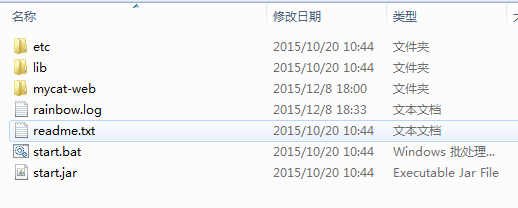 名称 修改日期 类型
etc 2015/10/20 10:44 文件夹
lib 2015/10/20 10:44 文件夹
mycat-web 2015/12/8 18:00 文件夹
rainbow.log 2015/12/8 18:33 文本文档
readme.txt 2015/10/20 10:44 文本文档
start.bat 2015/10/20 10:44 Windows 批处理...
start.jar 2015/10/20 10:44 Executable Jar File